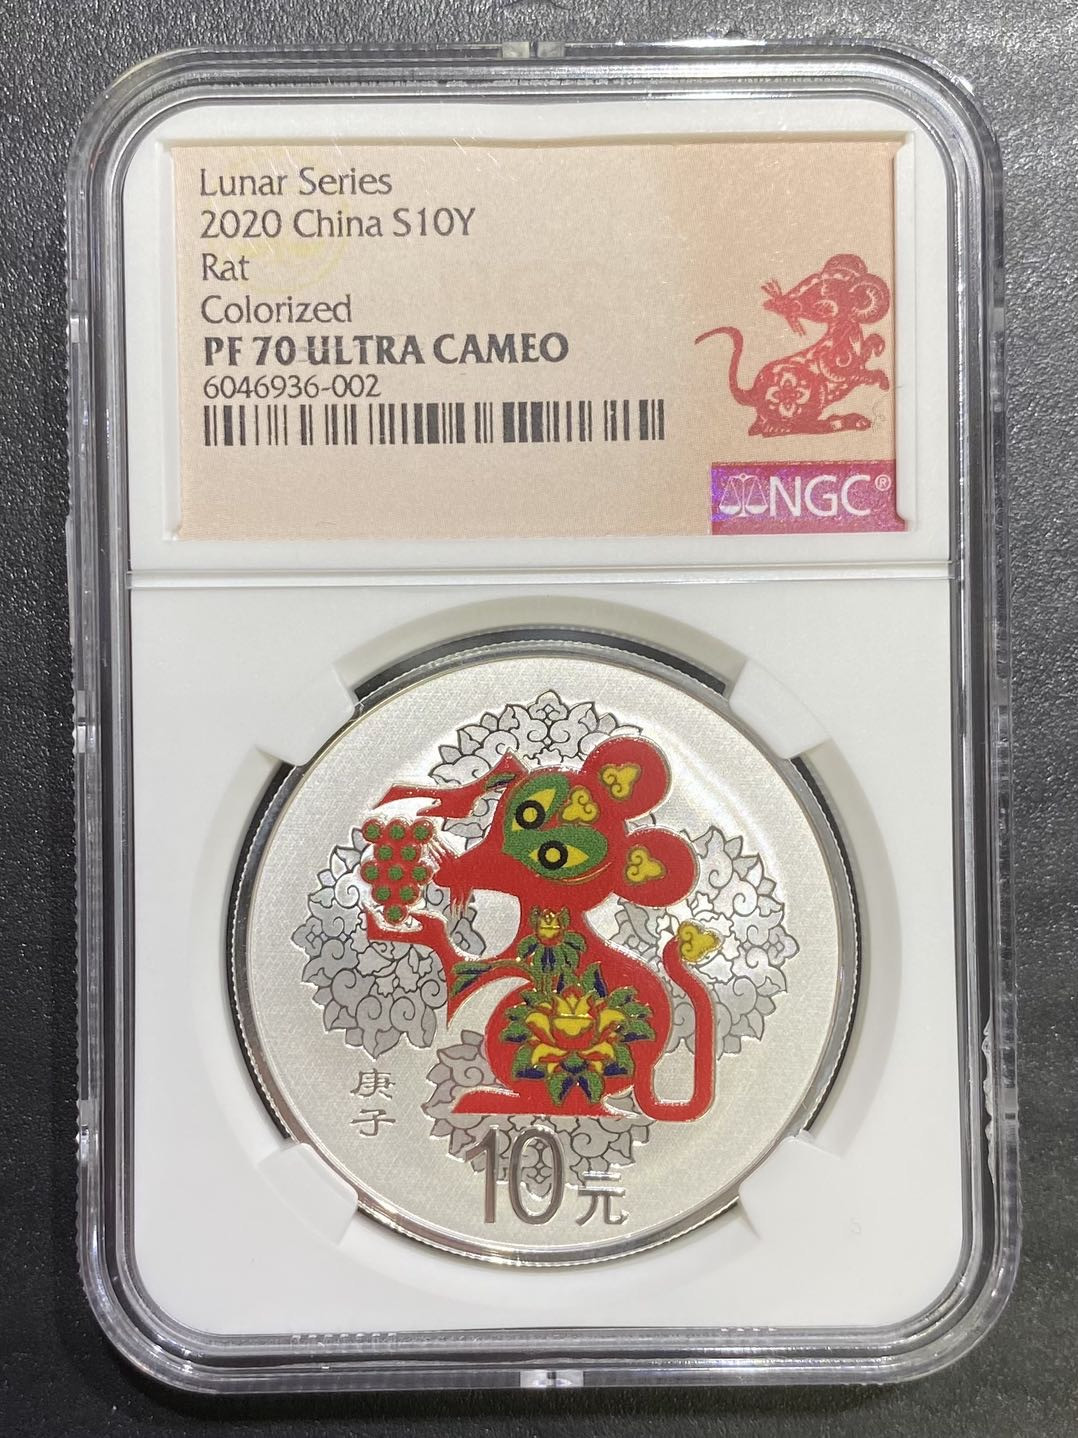 Lunar Series
2020 China S10Y
Rat
Colorized
PF 70 ULTRA CAMEO
6046936-002
NGC®
庚
子
10元